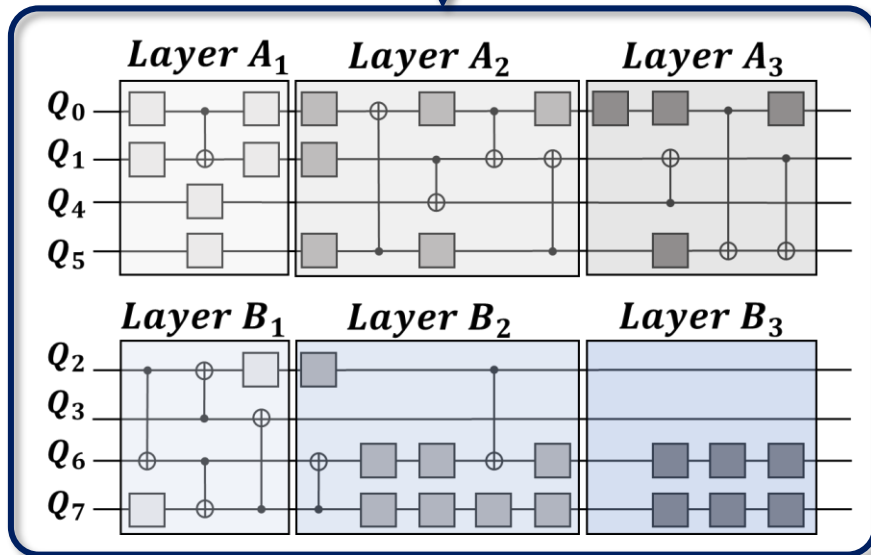 Layer A₁ Layer A₂ Layer A₃
Q₀
Q₁
Q₄
Q₅
Layer B₁ Layer B₂ Layer B₃
Q₂
Q₃
Q₆
Q₇